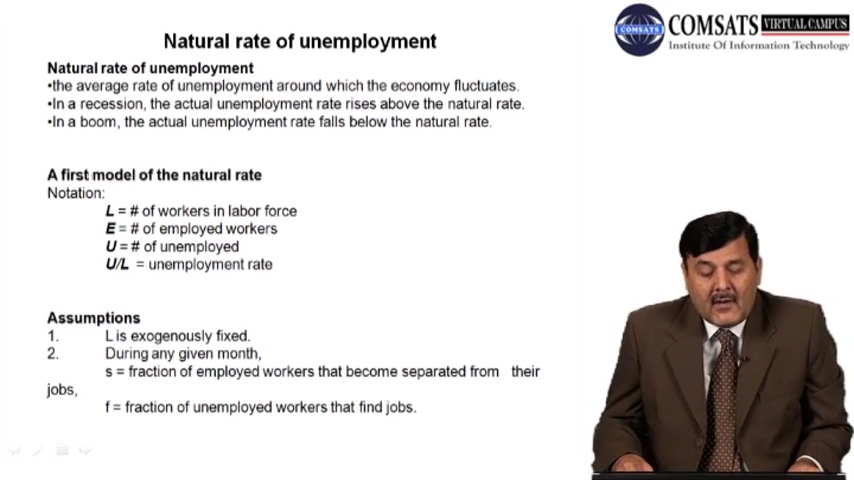 Natural rate of unemployment
COMSATS VIRTUAL CAMPUS
COMSATS
Institute Of Information Technology
Natural rate of unemployment
•the average rate of unemployment around which the economy fluctuates.
•In a recession, the actual unemployment rate rises above the natural rate.
•In a boom, the actual unemployment rate falls below the natural rate.
A first model of the natural rate
Notation:
L = # of workers in labor force
E = # of employed workers
U = # of unemployed
U/L = unemployment rate
Assumptions
1. L is exogenously fixed.
2. During any given month,
s = fraction of employed workers that become separated from their
jobs,
f = fraction of unemployed workers that find jobs.